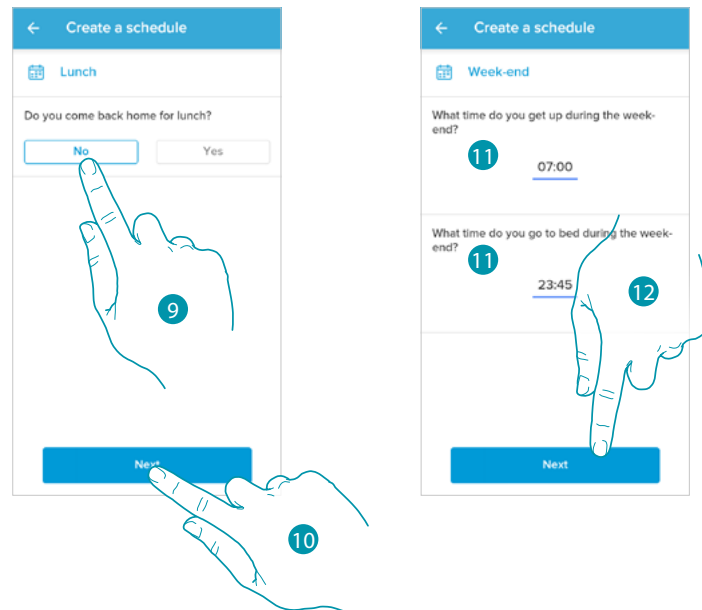 ← Create a schedule
Lunch
Do you come back home for lunch?
No Yes
9
Next
10
← Create a schedule
Week-end
What time do you get up during the week-
end?
11
07:00
What time do you go to bed during the week-
end?
11
23:45
12
Next